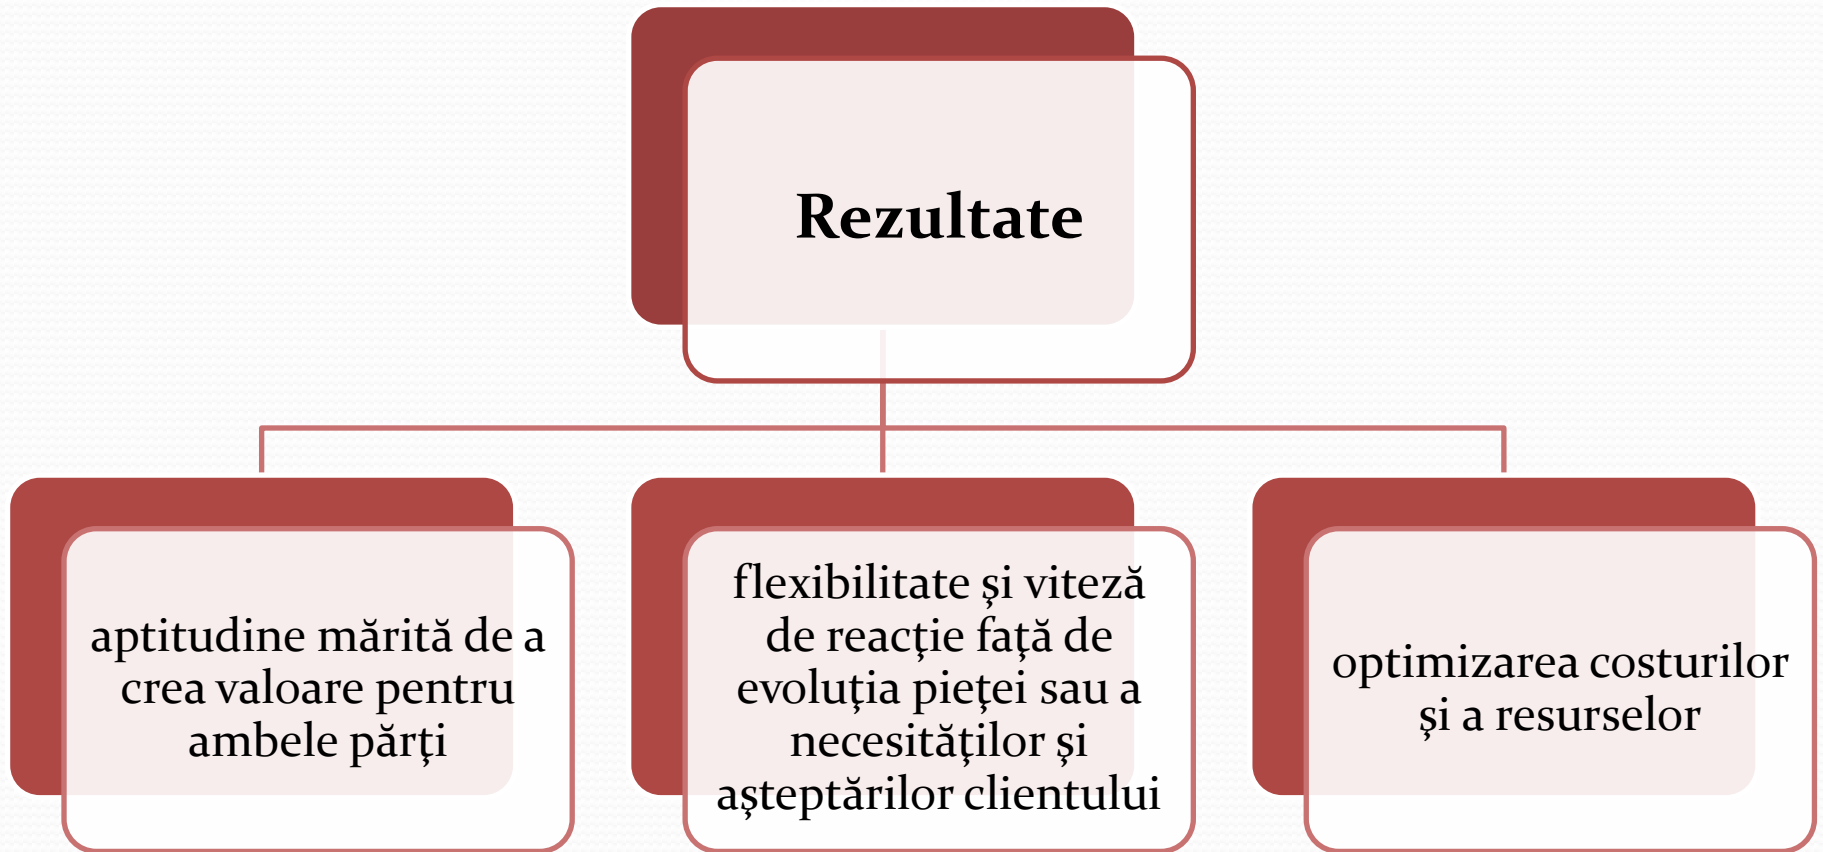 Rezultate
aptitudine mărită de a
crea valoare pentru
ambele părţi
flexibilitate şi viteză
de reacţie faţă de
evoluţia pieţei sau a
necesităţilor şi
aşteptărilor clientului
optimizarea costurilor
şi a resurselor